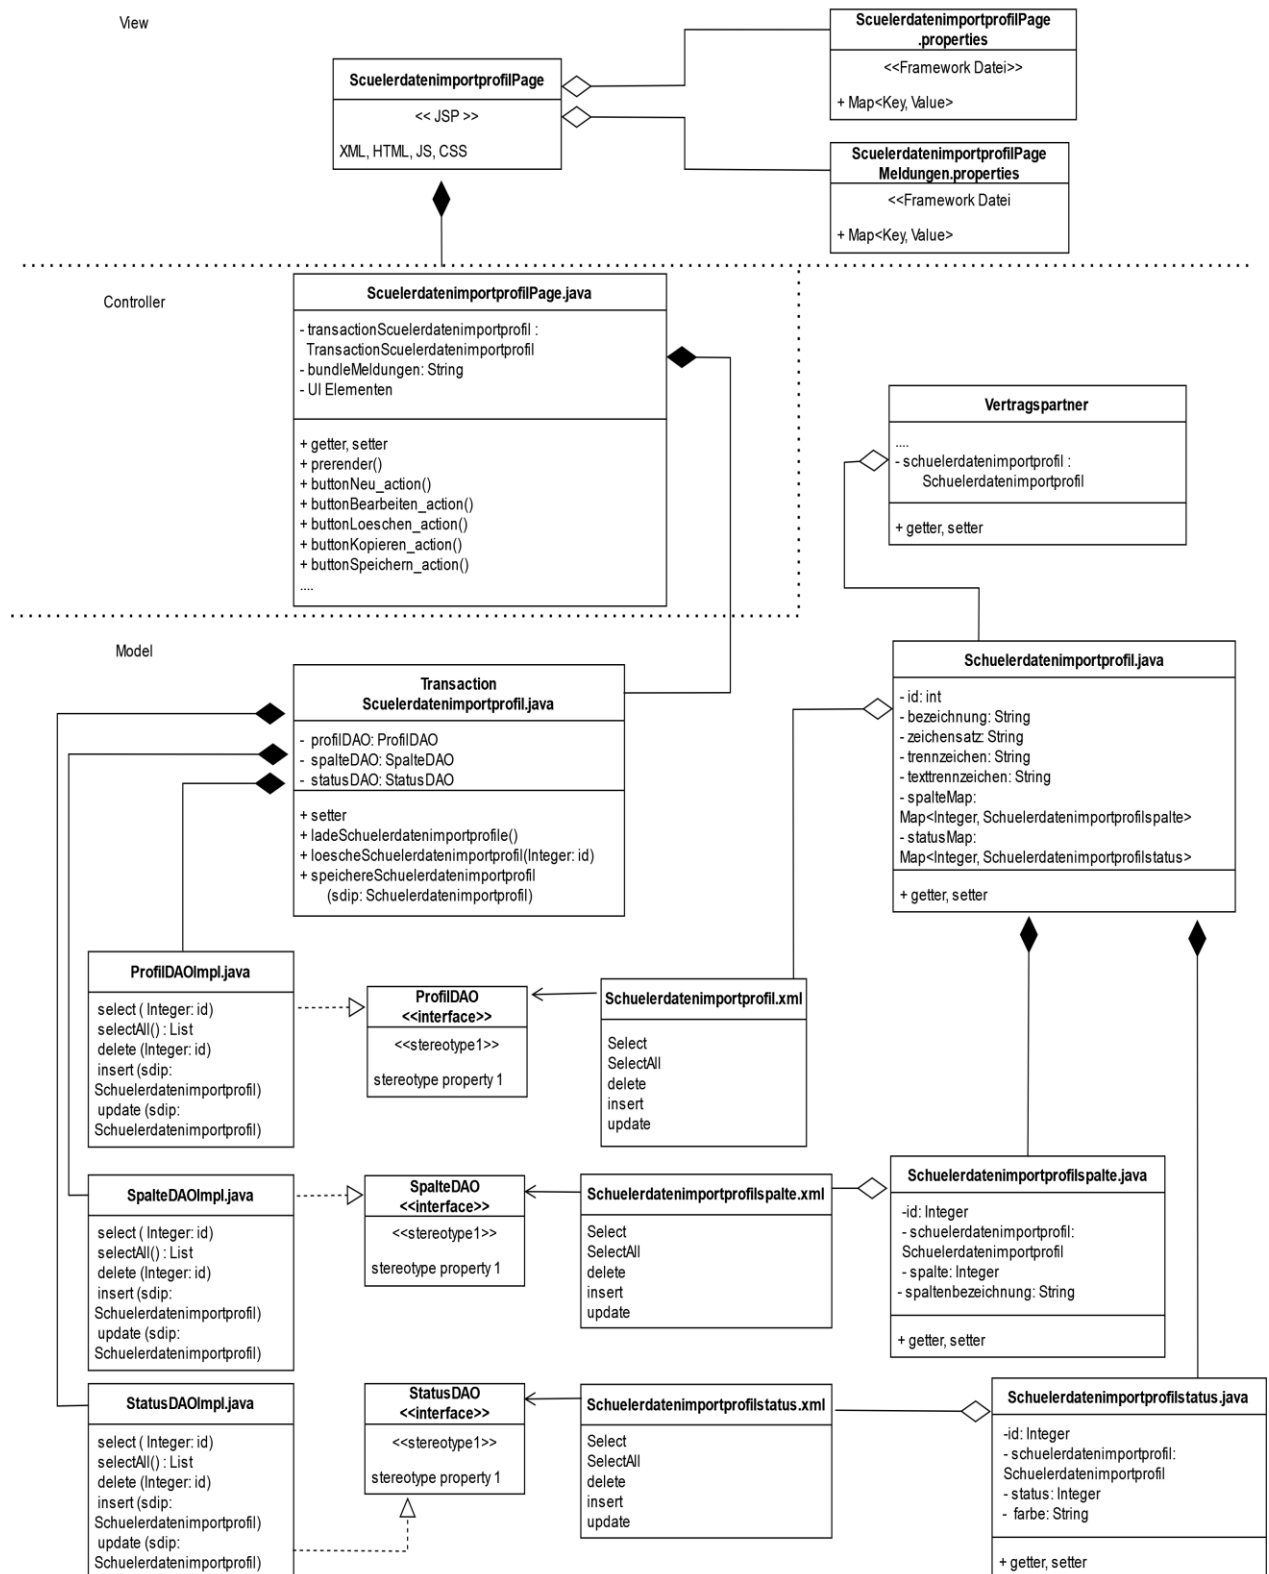 View
ScuelerdatenimportprofilPage
<< JSP >>
XML, HTML, JS, CSS
ScuelerdatenimportprofilPage
.properties
<<Framework Datei>>
+ Map<Key, Value>
ScuelerdatenimportprofilPage
Meldungen.properties
<<Framework Datei
+ Map<Key, Value>
Controller
ScuelerdatenimportprofilPage.java
- transactionScuelerdatenimportprofil :
TransactionScuelerdatenimportprofil
- bundleMeldungen: String
- UI Elementen
+ getter, setter
+ prerender()
+ buttonNeu_action()
+ buttonBearbeiten_action()
+ buttonLoeschen_action()
+ buttonKopieren_action()
+ buttonSpeichern_action()
....
Vertragspartner
....
- schuelerdatenimportprofil :
Schuelerdatenimportprofil
+ getter, setter
Model
Transaction
Scuelerdatenimportprofil.java
- profilDAO: ProfilDAO
- spalteDAO: SpalteDAO
- statusDAO: StatusDAO
+ setter
+ ladeSchuelerdatenimportprofile()
+ loescheSchuelerdatenimportprofil(Integer: id)
+ speichereSchuelerdatenimportprofil
(sdip: Schuelerdatenimportprofil)
Schuelerdatenimportprofil.java
- id: int
- bezeichnung: String
- zeichensatz: String
- trennzeichen: String
- texttrennzeichen: String
- spalteMap:
Map<Integer, Schuelerdatenimportprofilspalte>
- statusMap:
Map<Integer, Schuelerdatenimportprofilstatus>
+ getter, setter
ProfilDAOImpl.java
select ( Integer: id)
selectAll() : List
delete (Integer: id)
insert (sdip:
Schuelerdatenimportprofil)
update (sdip:
Schuelerdatenimportprofil)
ProfilDAO
<<interface>>
<<stereotype1>>
stereotype property 1
Schuelerdatenimportprofil.xml
Select
SelectAll
delete
insert
update
SpalteDAOImpl.java
select ( Integer: id)
selectAll() : List
delete (Integer: id)
insert (sdip:
Schuelerdatenimportprofil)
update (sdip:
Schuelerdatenimportprofil)
SpalteDAO
<<interface>>
<<stereotype1>>
stereotype property 1
Schuelerdatenimportprofilspalte.xml
Select
SelectAll
delete
insert
update
Schuelerdatenimportprofilspalte.java
-id: Integer
- schuelerdatenimportprofil:
Schuelerdatenimportprofil
- spalte: Integer
- spaltenbezeichnung: String
+ getter, setter
StatusDAOImpl.java
select ( Integer: id)
selectAll() : List
delete (Integer: id)
insert (sdip:
Schuelerdatenimportprofil)
update (sdip:
Schuelerdatenimportprofil)
StatusDAO
<<interface>>
<<stereotype1>>
stereotype property 1
Schuelerdatenimportprofilstatus.xml
Select
SelectAll
delete
insert
update
Schuelerdatenimportprofilstatus.java
-id: Integer
- schuelerdatenimportprofil:
Schuelerdatenimportprofil
- status: Integer
- farbe: String
+ getter, setter